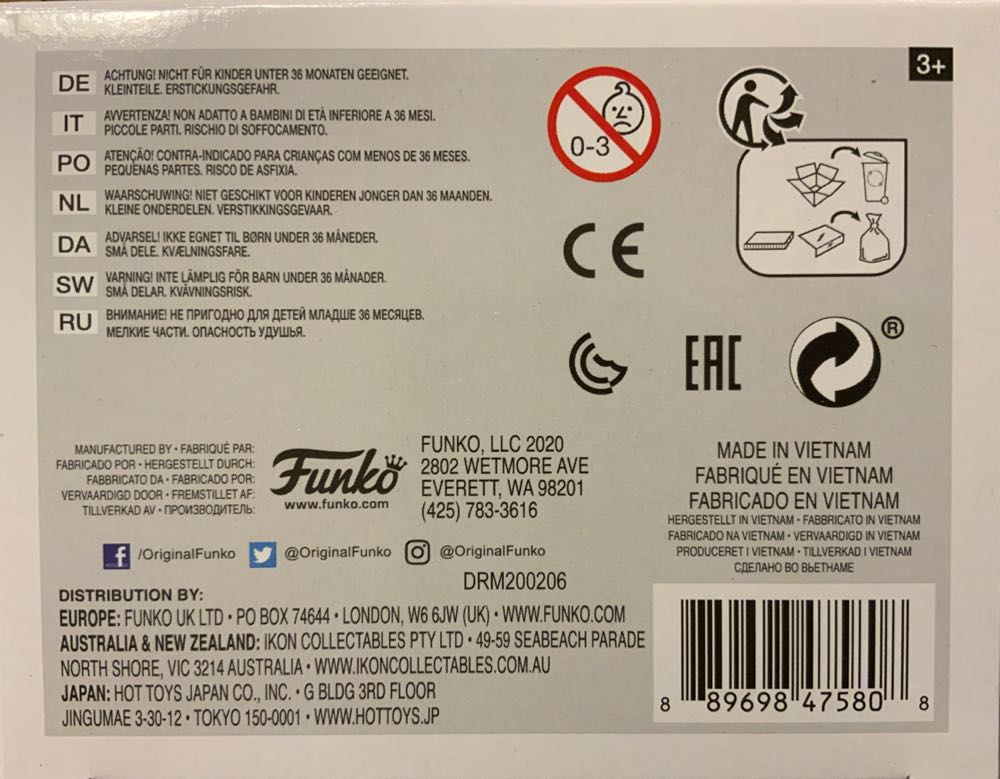 3+
DE ACHTUNG! NICHT FÜR KINDER UNTER 36 MONATEN GEEIGNET.
KLEINTEILE. ERSTICKUNGSGEFAHR.
IT AVVERTENZA! NON ADATTO A BAMBINI DI ETÀ INFERIORE A 36 MESI.
PICCOLE PARTI. RISCHIO DI SOFFOCAMENTO.
PO ATENÇÃO! CONTRA-INDICADO PARA CRIANÇAS COM MENOS DE 36 MESES.
PEQUENAS PARTES. RISCO DE ASFIXIA.
NL WAARSCHUWING! NIET GESCHIKT VOOR KINDEREN JONGER DAN 36 MAANDEN.
KLEINE ONDERDELEN. VERSTIKKINGSGEVAAR.
DA ADVARSEL! IKKE EGNET TIL BØRN UNDER 36 MÅNEDER.
SMÅ DELE. KVÆLNINGSFARE.
SW VARNING! INTE LÄMPLIG FÖR BARN UNDER 36 MÅNADER.
SMÅ DELAR. KVÄVNINGSRISK.
RU ВНИМАНИЕ! НЕ ПРИГОДНО ДЛЯ ДЕТЕЙ МЛАДШЕ 36 МЕСЯЦЕВ.
МЕЛКИЕ ЧАСТИ. ОПАСНОСТЬ УДУШЬЯ.
0-3
CE
EAC
®
MANUFACTURED BY • FABRIQUÉ PAR:
FABRICADO POR • HERGESTELLT DURCH:
FABBRICATO DA • FABRICADO POR:
VERVAARDIGD DOOR • FREMSTILLET AF:
TILLVERKAD AV • ПРОИЗВОДИТЕЛЬ:
Funko
www.funko.com
FUNKO, LLC 2020
2802 WETMORE AVE
EVERETT, WA 98201
(425) 783-3616
MADE IN VIETNAM
FABRIQUÉ EN VIETNAM
FABRICADO EN VIETNAM
HERGESTELLT IN VIETNAM • FABBRICATO IN VIETNAM
FABRICADO NA VIETNAM • VERVAARDIGD IN VIETNAM
PRODUCERET I VIETNAM • TILLVERKAD I VIETNAM
СДЕЛАНО ВО ВЬЕТНАМЕ
f /OriginalFunko @OriginalFunko @OriginalFunko
DRM200206
DISTRIBUTION BY:
EUROPE: FUNKO UK LTD • PO BOX 74644 • LONDON, W6 6JW (UK) • WWW.FUNKO.COM
AUSTRALIA & NEW ZEALAND: IKON COLLECTABLES PTY LTD • 49-59 SEABEACH PARADE
NORTH SHORE, VIC 3214 AUSTRALIA • WWW.IKONCOLLECTABLES.COM.AU
JAPAN: HOT TOYS JAPAN CO., INC. • G BLDG 3RD FLOOR
JINGUMAE 3-30-12 • TOKYO 150-0001 • WWW.HOTTOYS.JP
8 89698 47580 8